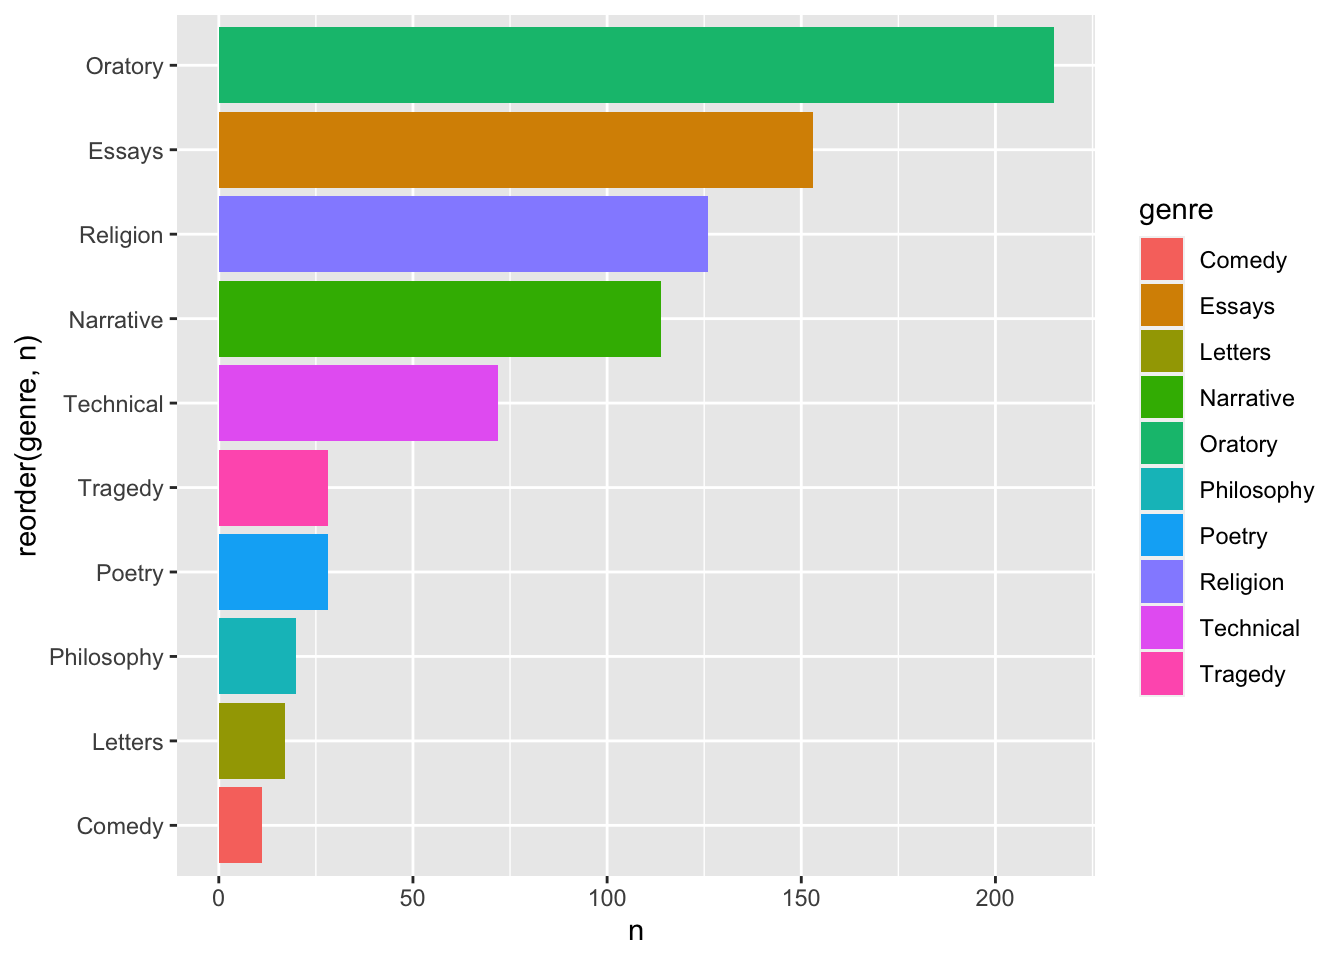 reorder(genre, n)
Oratory
Essays
Religion
Narrative
Technical
Tragedy
Poetry
Philosophy
Letters
Comedy
0 50 100 150 200
n
genre
Comedy
Essays
Letters
Narrative
Oratory
Philosophy
Poetry
Religion
Technical
Tragedy